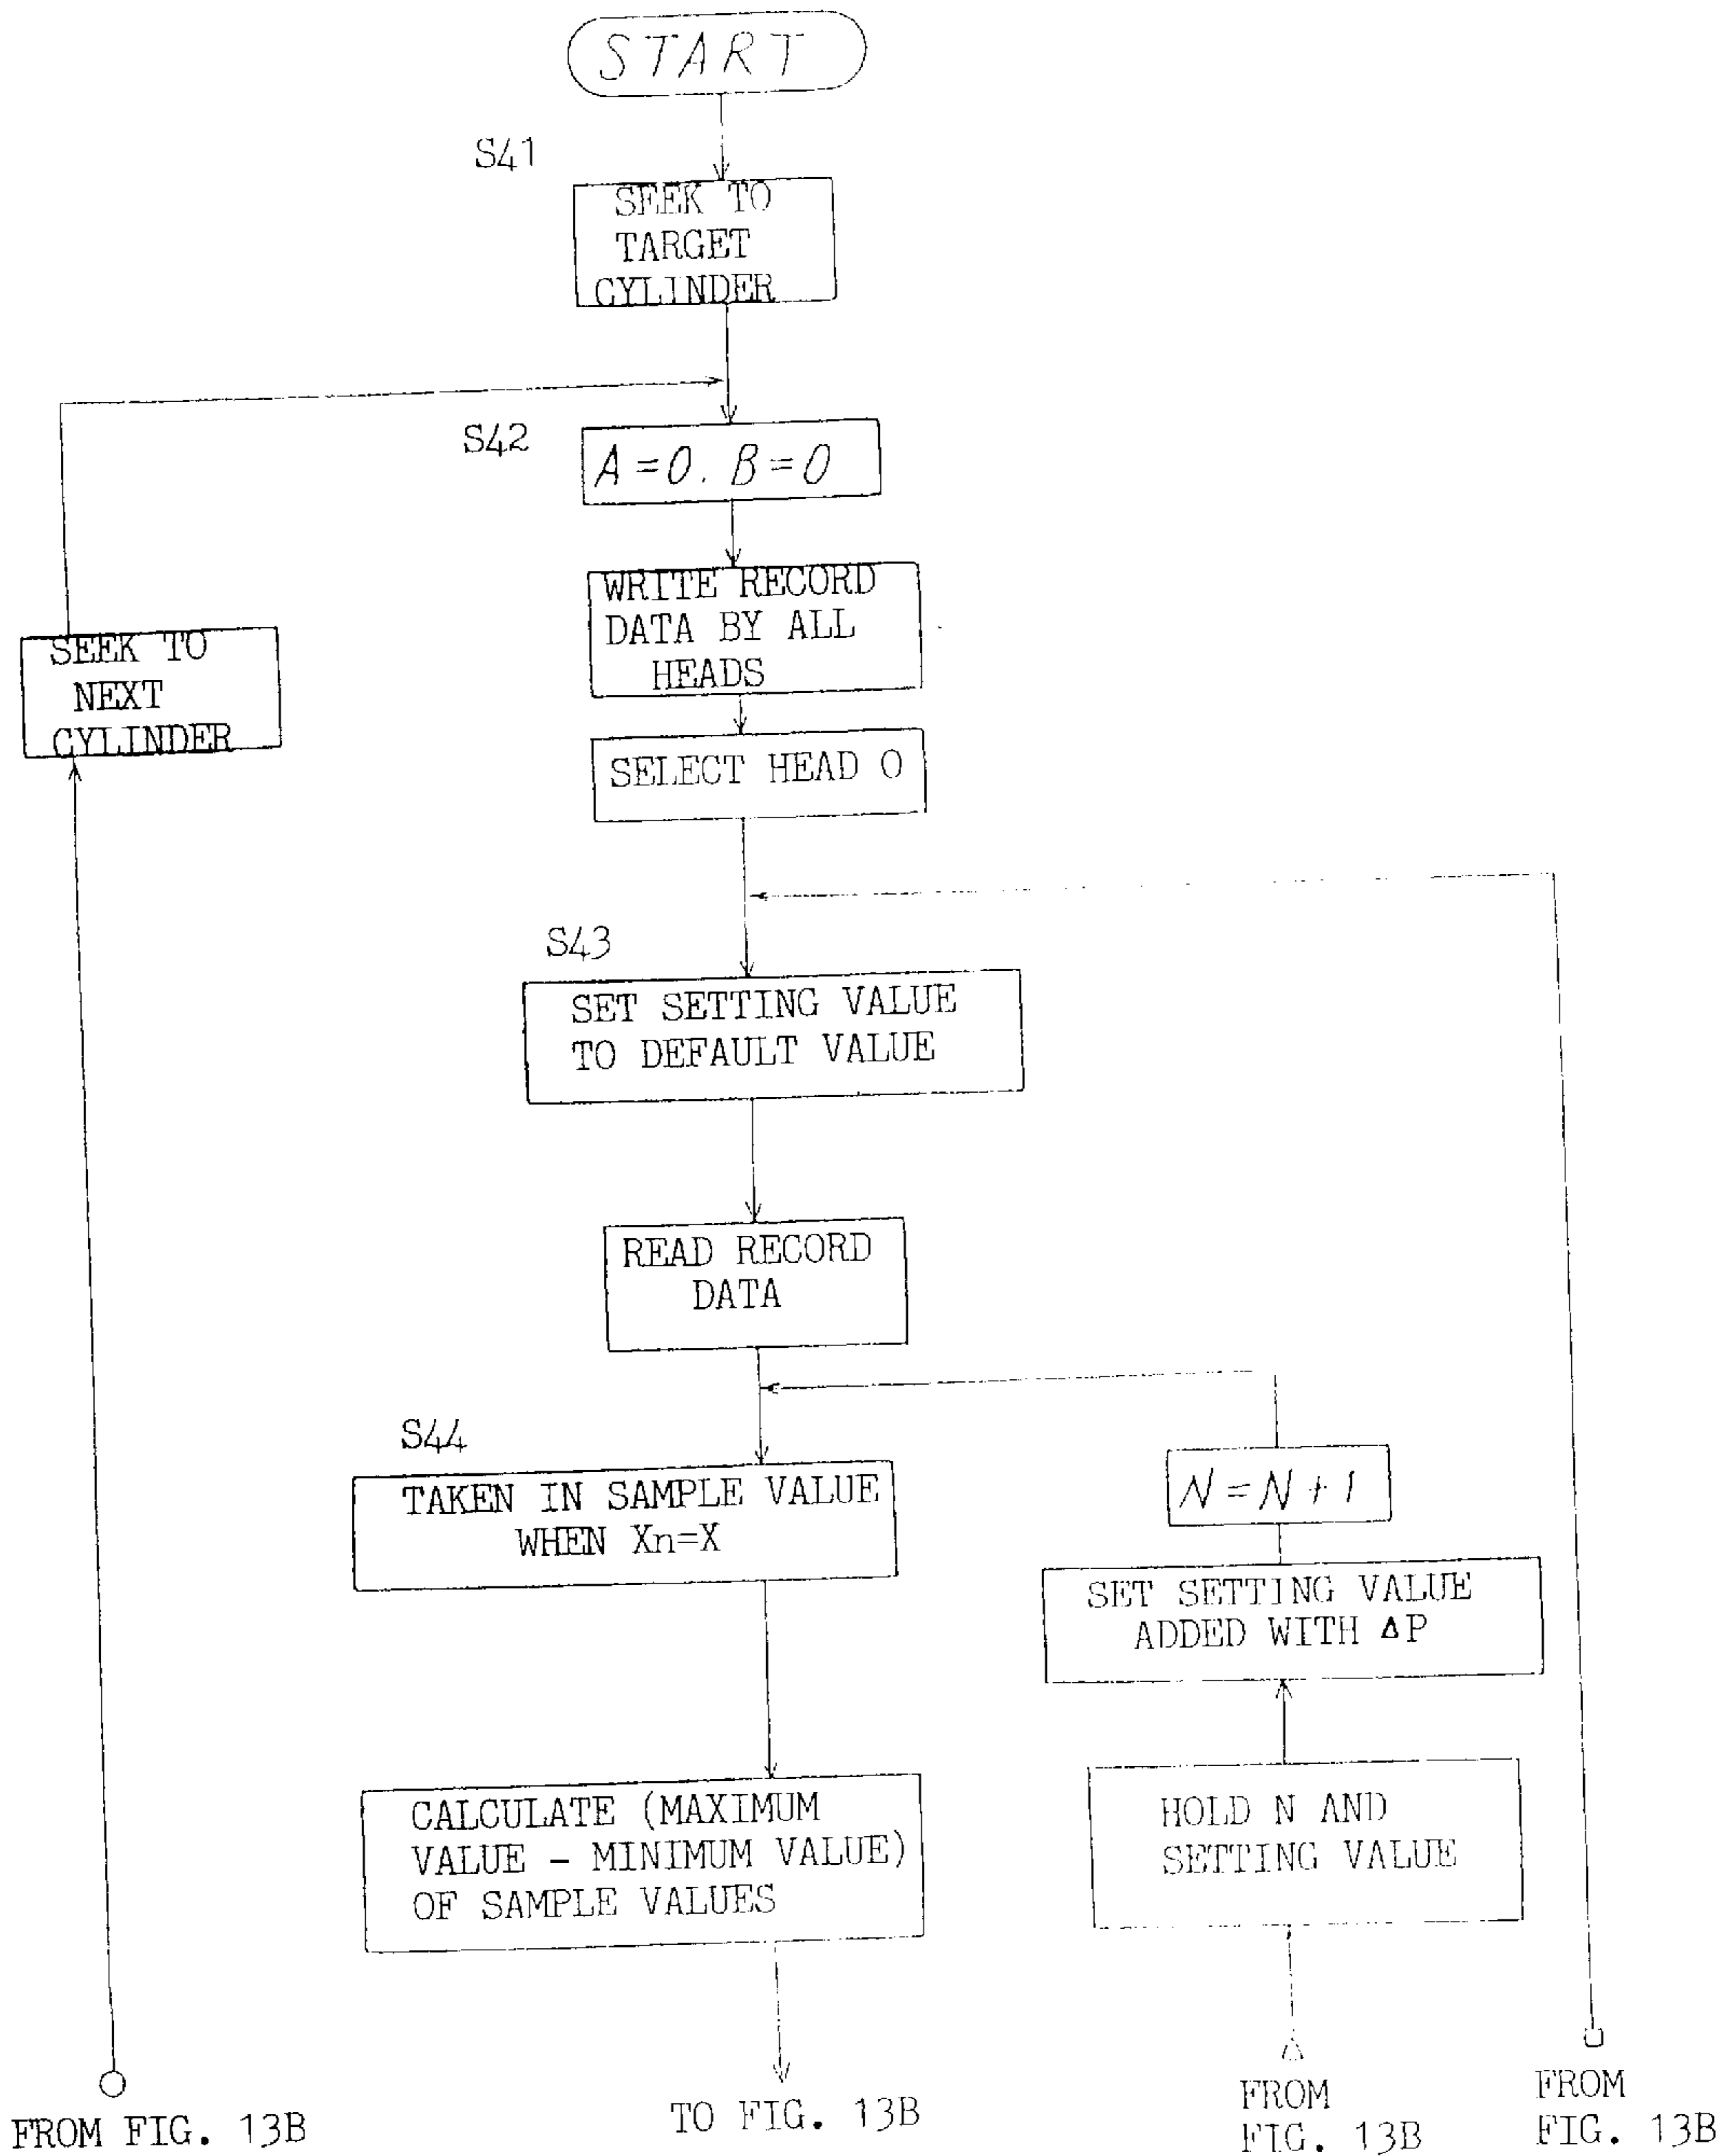 START
S41
SEEK TO
TARGET
CYLINDER
S42
A=0. B=0
WRITE RECORD
DATA BY ALL
HEADS
SEEK TO
NEXT
CYLINDER
SELECT HEAD 0
S43
SET SETTING VALUE
TO DEFAULT VALUE
READ RECORD
DATA
S44
TAKEN IN SAMPLE VALUE
WHEN Xn=X
N=N+1
SET SETTING VALUE
ADDED WITH ΔP
CALCULATE (MAXIMUM
VALUE - MINIMUM VALUE)
OF SAMPLE VALUES
HOLD N AND
SETTING VALUE
FROM FIG. 13B
TO FIG. 13B
FROM
FIG. 13B
FROM
FIG. 13B